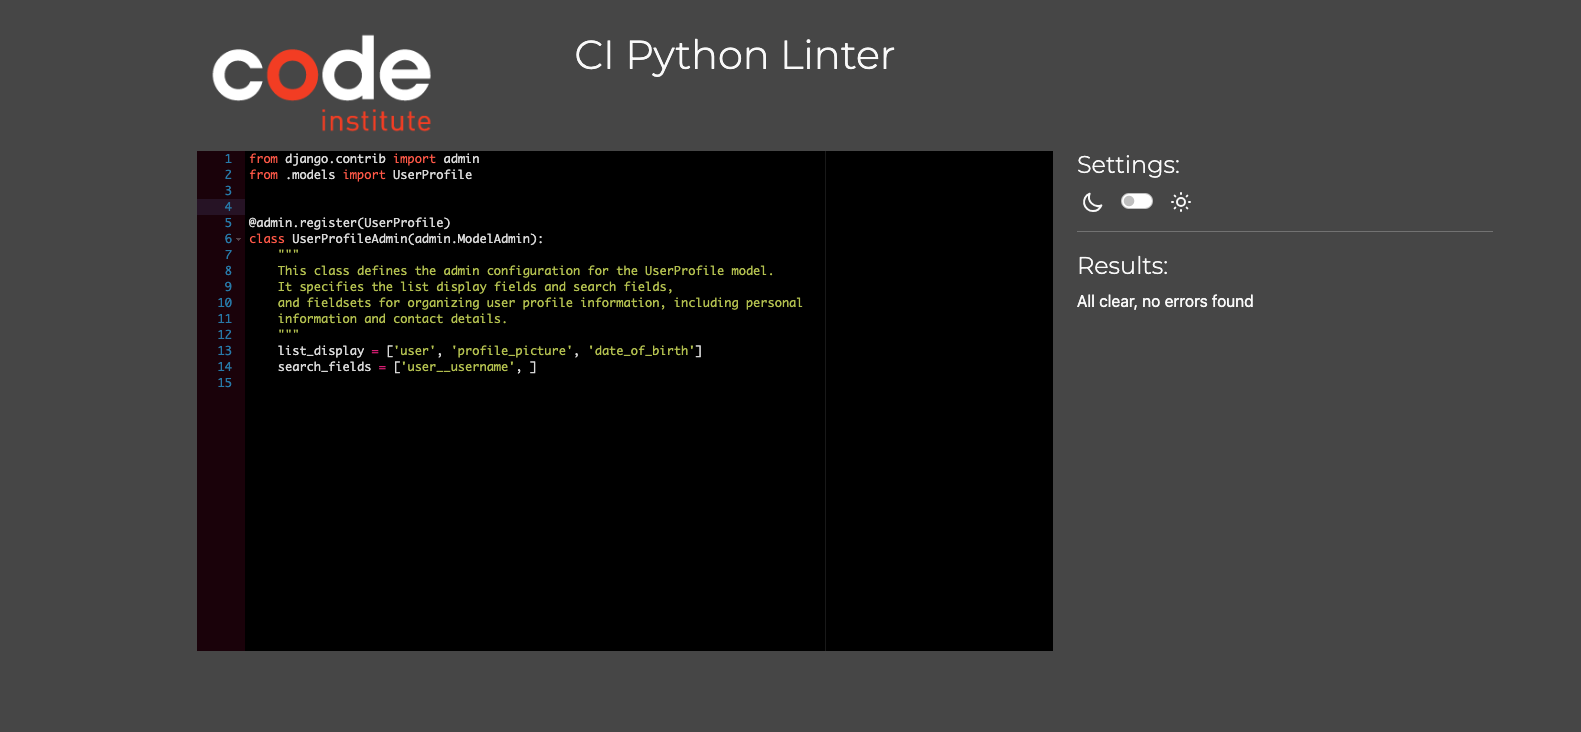 code
institute
CI Python Linter
1 from django.contrib import admin
2 from .models import UserProfile
3
4
5 @admin.register(UserProfile)
6 class UserProfileAdmin(admin.ModelAdmin):
7     """
8     This class defines the admin configuration for the UserProfile model.
9     It specifies the list display fields and search fields,
10     and fieldsets for organizing user profile information, including personal
11     information and contact details.
12     """
13     list_display = ['user', 'profile_picture', 'date_of_birth']
14     search_fields = ['user__username', ]
15
Settings:
Results:
All clear, no errors found